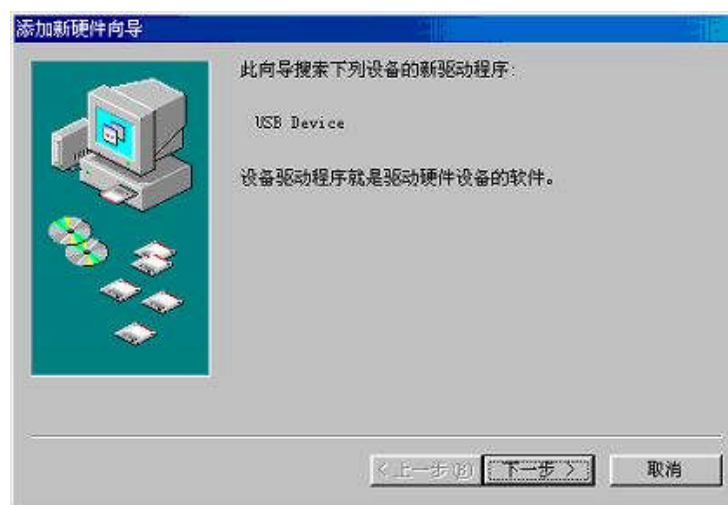 添加新硬件向导
此向导搜索下列设备的新驱动程序:
USB Device
设备驱动程序就是驱动硬件设备的软件。
< 上一步(B) 下一步 > 取消